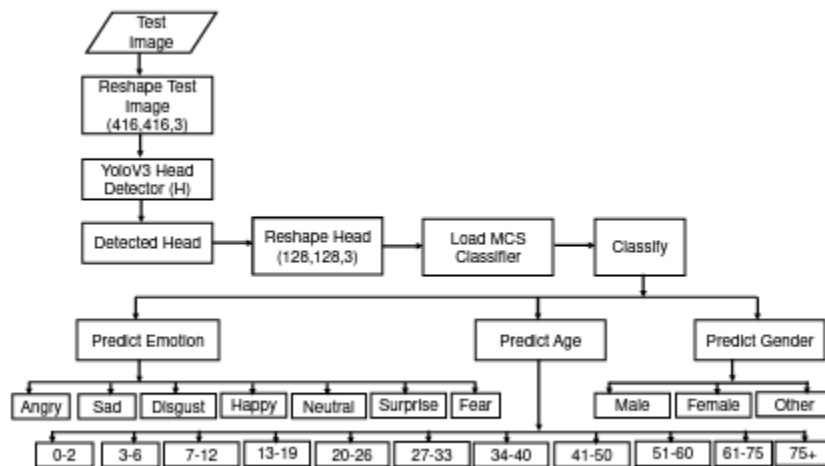 Test
Image
Reshape Test
Image
(416,416,3)
YoloV3 Head
Detector (H)
Detected Head
Reshape Head
(128,128,3)
Load MCS
Classifier
Classify
Predict Emotion
Predict Age
Predict Gender
Angry
Sad
Disgust
Happy
Neutral
Surprise
Fear
Male
Female
Other
0-2
3-6
7-12
13-19
20-26
27-33
34-40
41-50
51-60
61-75
75+